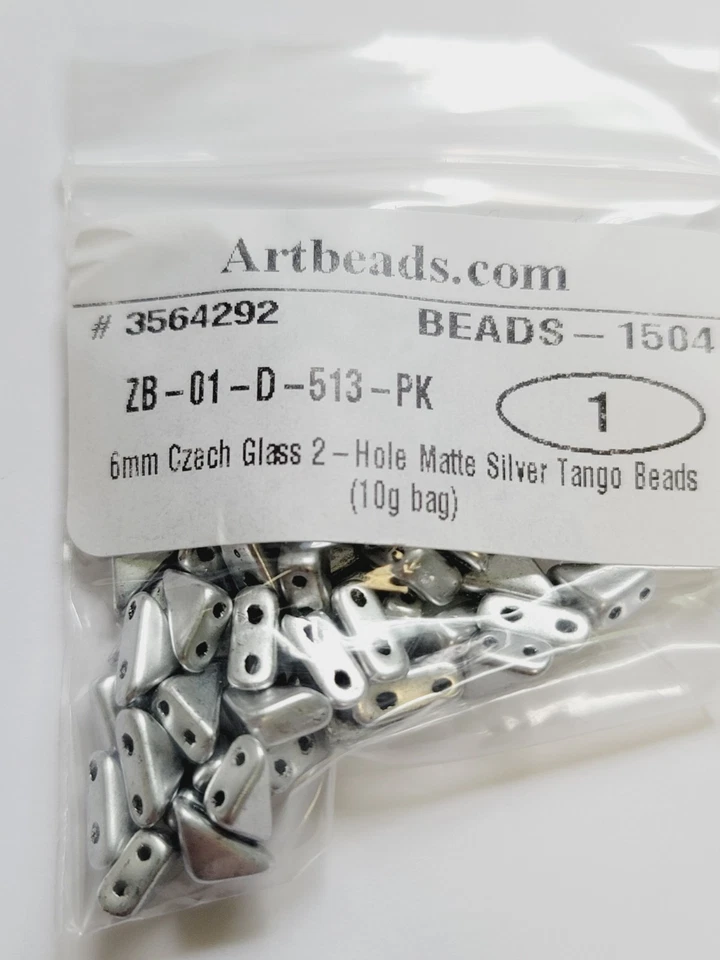 Artbeads.com
# 3564292 BEADS-1504
ZB-01-D-513-PK 1
6mm Czech Glass 2-Hole Matte Silver Tango Beads
(10g bag)